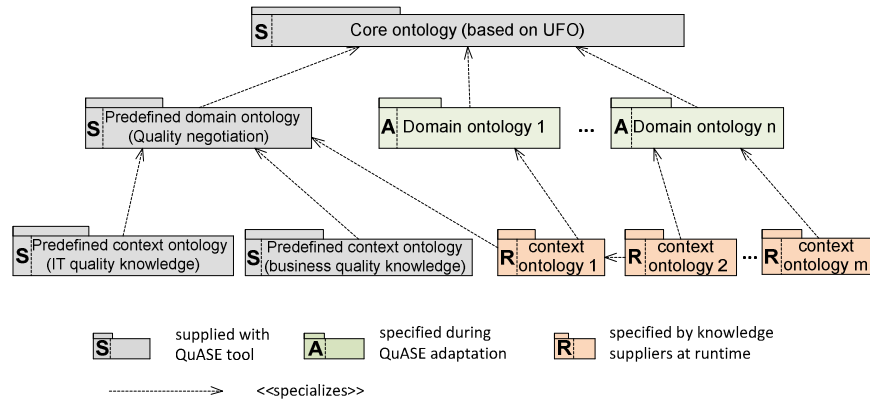 S Core ontology (based on UFO)
S Predefined domain ontology
(Quality negotiation)
A Domain ontology 1
...
A Domain ontology n
S Predefined context ontology
(IT quality knowledge)
S Predefined context ontology
(business quality knowledge)
R context
ontology 1
R context
ontology 2
...
R context
ontology m
S supplied with
QuASE tool
A specified during
QuASE adaptation
R specified by knowledge
suppliers at runtime
<<specializes>>